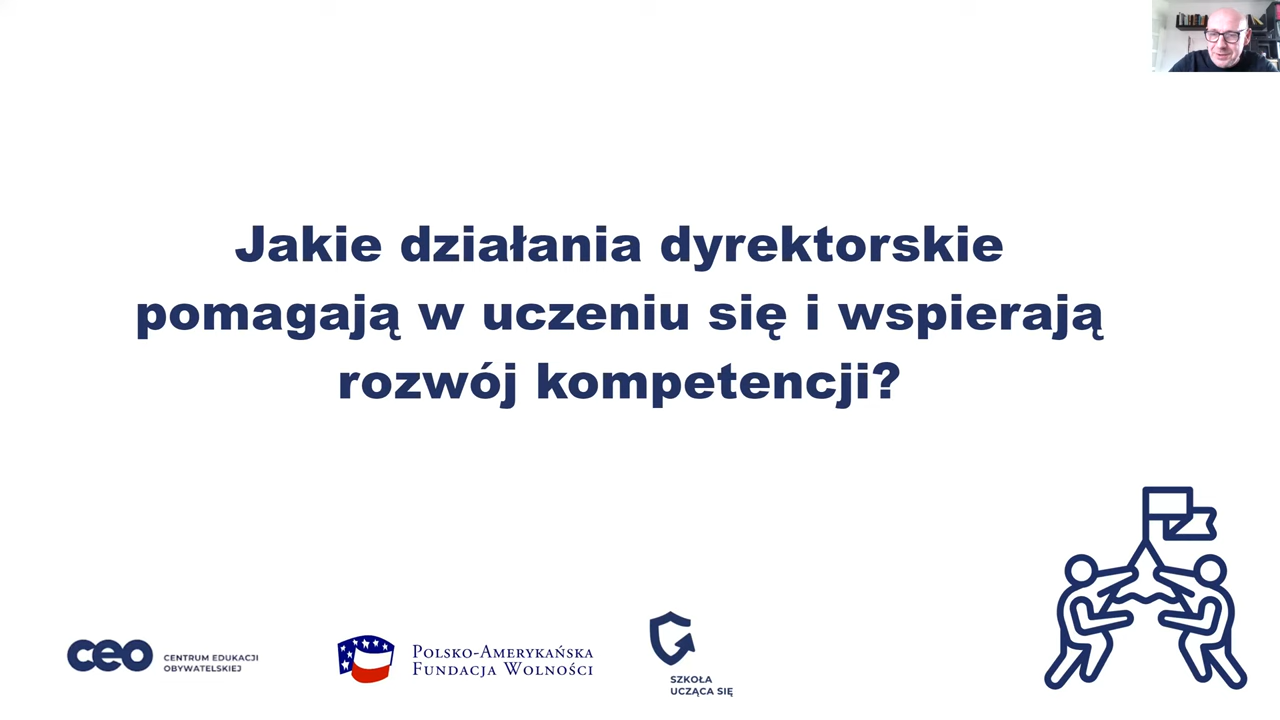 Jakie działania dyrektorskie
pomagają w uczeniu się i wspierają
rozwój kompetencji?
ceo
CENTRUM EDUKACJI
OBYWATELSKIEJ
POLSKO-AMERYKAŃSKA
FUNDACJA WOLNOŚCI
SZKOŁA
UCZĄCA SIĘ